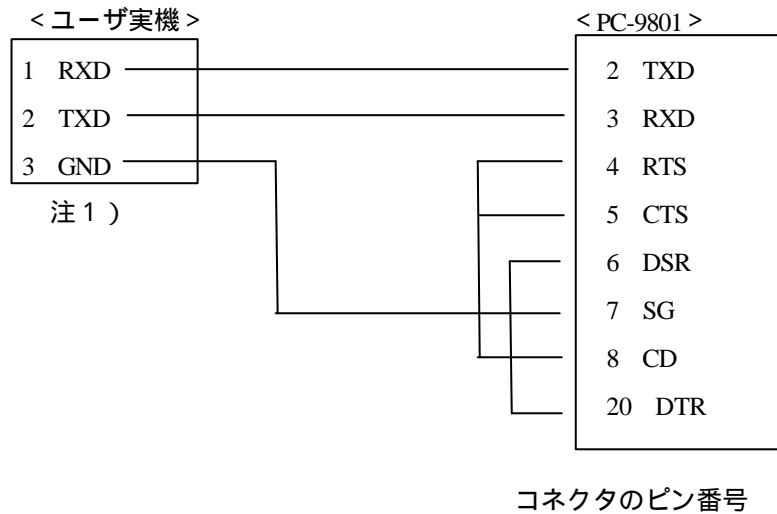 <ユーザ実機>
1 RXD
2 TXD
3 GND
注1)
<PC-9801>
2 TXD
3 RXD
4 RTS
5 CTS
6 DSR
7 SG
8 CD
20 DTR
コネクタのピン番号